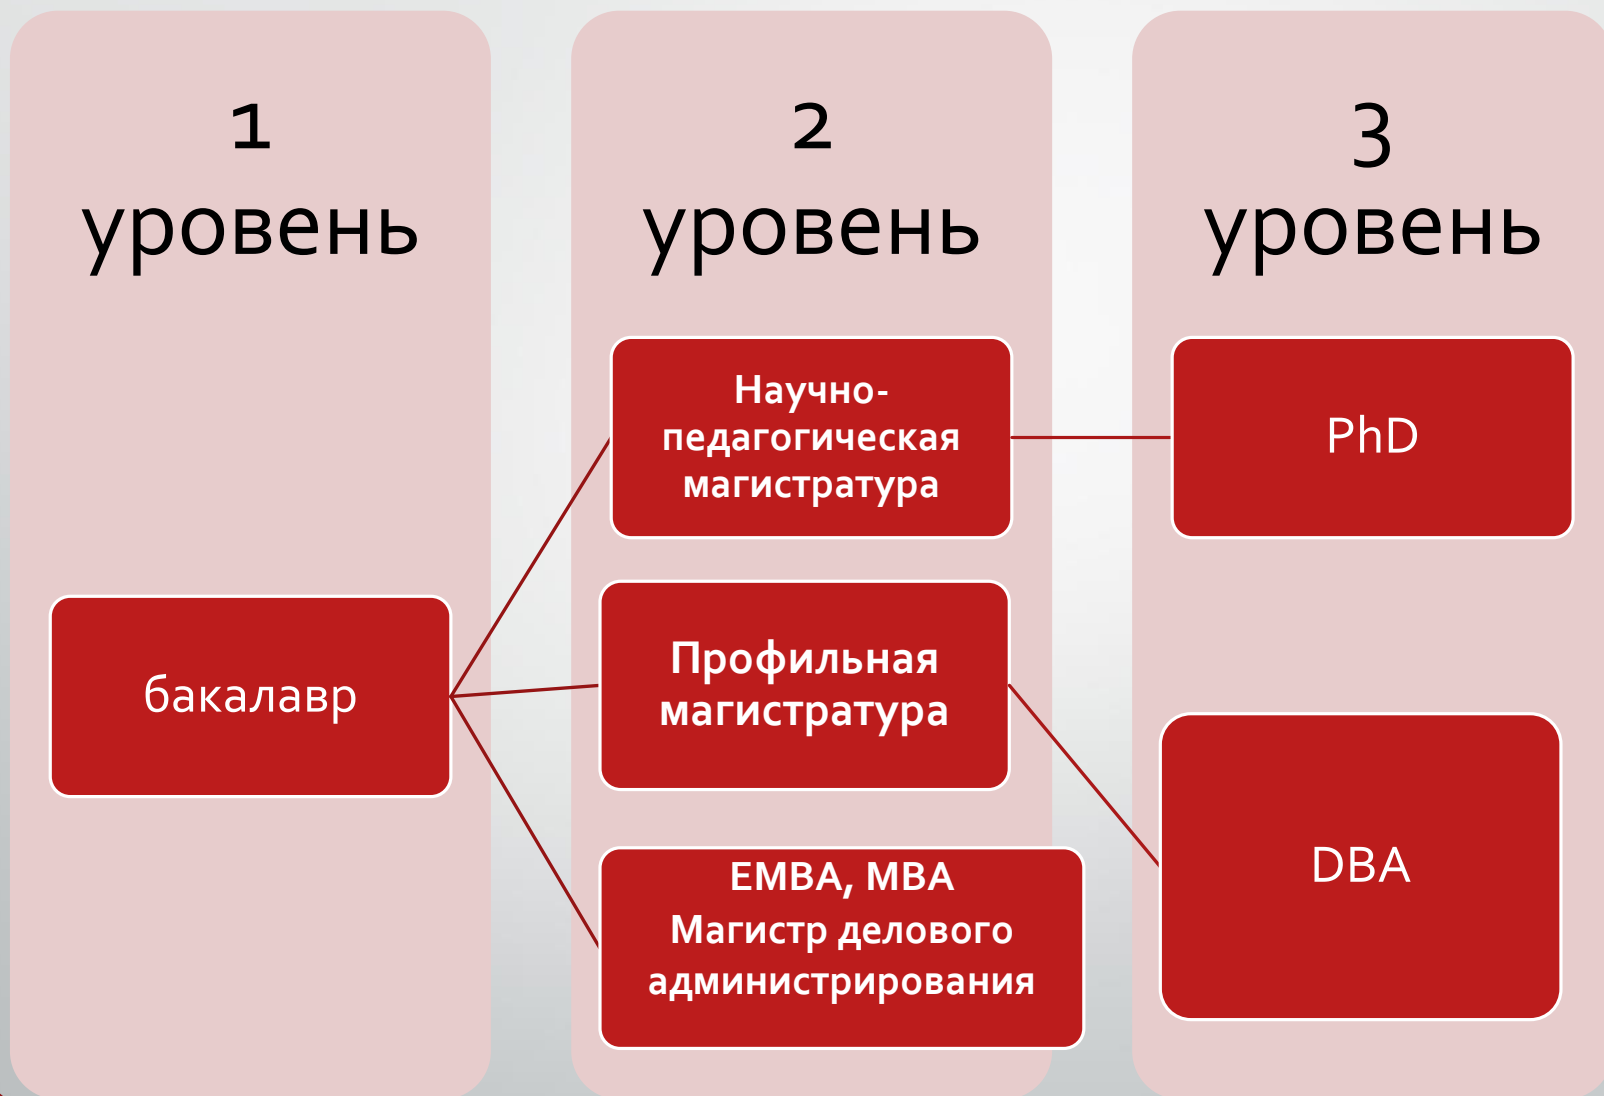 1
уровень
бакалавр
2
уровень
Научно-
педагогическая
магистратура
Профильная
магистратура
EMBA, MBA
Магистр делового
администрирования
3
уровень
PhD
DBA